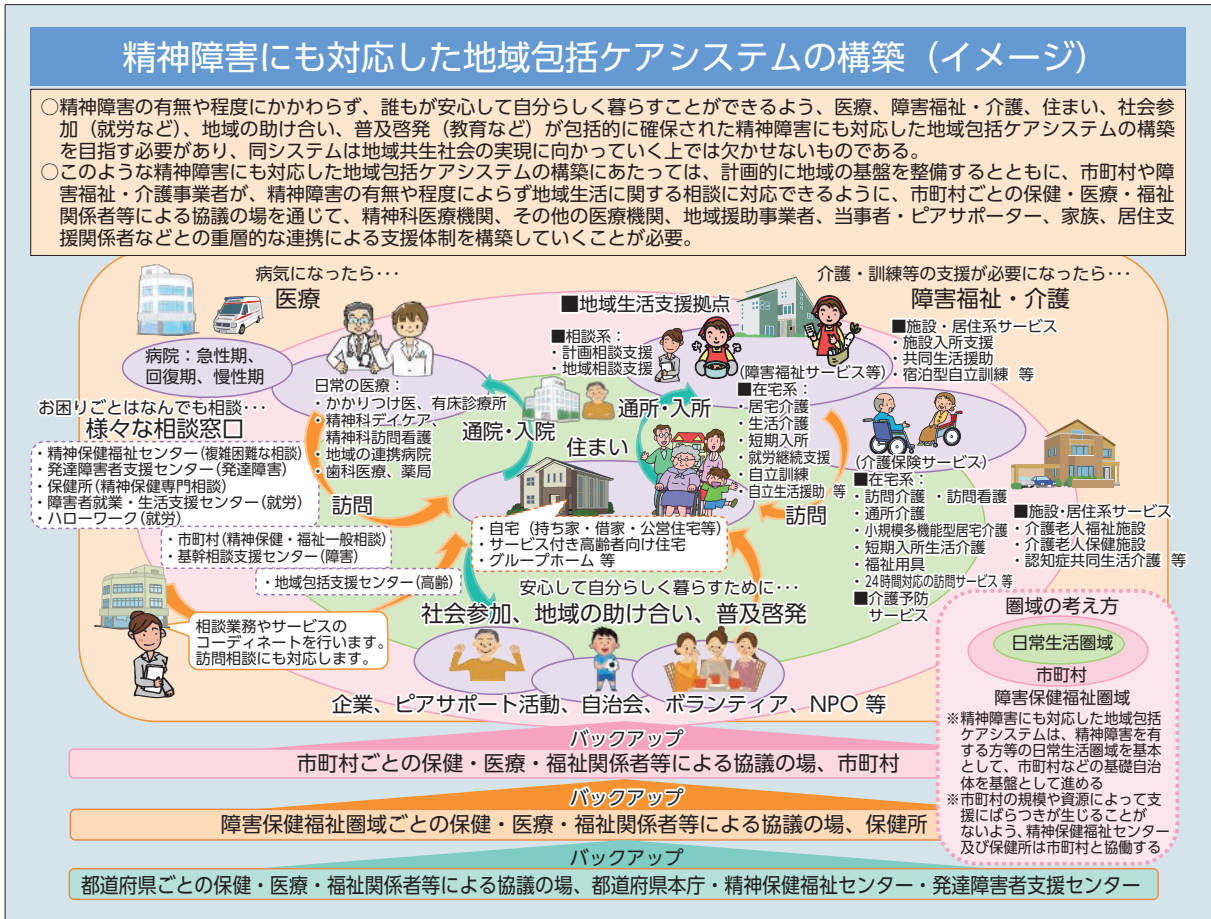 精神障害にも対応した地域包括ケアシステムの構築（イメージ）
○精神障害の有無や程度にかかわらず、誰もが安心して自分らしく暮らすことができるよう、医療、障害福祉・介護、住まい、社会参
加（就労など）、地域の助け合い、普及啓発（教育など）が包括的に確保された精神障害にも対応した地域包括ケアシステムの構築
を目指す必要があり、同システムは地域共生社会の実現に向かっていく上では欠かせないものである。
○このような精神障害にも対応した地域包括ケアシステムの構築にあたっては、計画的に地域の基盤を整備するとともに、市町村や障
害福祉・介護事業者が、精神障害の有無や程度によらず地域生活に関する相談に対応できるように、市町村ごとの保健・医療・福祉
関係者等による協議の場を通じて、精神科医療機関、その他の医療機関、地域援助事業者、当事者・ピアサポーター、家族、居住支
援関係者などとの重層的な連携による支援体制を構築していくことが必要。
病気になったら･･･
医療
病院：急性期、
回復期、慢性期
日常の医療：
・かかりつけ医、有床診療所
・精神科デイケア、
精神科訪問看護
・地域の連携病院
・歯科医療、薬局
■地域生活支援拠点
■相談系：
・計画相談支援
・地域相談支援
介護・訓練等の支援が必要になったら･･･
障害福祉・介護
■施設・居住系サービス
・施設入所支援
・共同生活援助
・宿泊型自立訓練 等
(障害福祉サービス等)
■在宅系：
・居宅介護
・生活介護
・短期入所
・就労継続支援
・自立訓練
・自立生活援助 等
お困りごとはなんでも相談･･･
様々な相談窓口
・精神保健福祉センター(複雑困難な相談)
・発達障害者支援センター(発達障害)
・保健所(精神保健専門相談)
・障害者就業・生活支援センター(就労)
・ハローワーク(就労)
・市町村(精神保健・福祉一般相談)
・基幹相談支援センター(障害)
・地域包括支援センター(高齢)
相談業務やサービスの
コーディネートを行います。
訪問相談にも対応します。
訪問
通院・入院
通所・入所
住まい
訪問
・自宅（持ち家・借家・公営住宅等）
・サービス付き高齢者向け住宅
・グループホーム 等
(介護保険サービス)
■在宅系：
・訪問介護 ・訪問看護
・通所介護
・小規模多機能型居宅介護
・短期入所生活介護
・福祉用具
・24時間対応の訪問サービス 等
■介護予防
サービス
■施設・居住系サービス
・介護老人福祉施設
・介護老人保健施設
・認知症共同生活介護 等
安心して自分らしく暮らすために･･･
社会参加、地域の助け合い、普及啓発
企業、ピアサポート活動、自治会、ボランティア、NPO 等
圏域の考え方
日常生活圏域
市町村
障害保健福祉圏域
※精神障害にも対応した地域包括
ケアシステムは、精神障害を有
する方等の日常生活圏域を基本
として、市町村などの基礎自治
体を基盤として進める
※市町村の規模や資源によって支
援にばらつきが生じることが
ないよう、精神保健福祉センター
及び保健所は市町村と協働する
バックアップ
市町村ごとの保健・医療・福祉関係者等による協議の場、市町村
バックアップ
障害保健福祉圏域ごとの保健・医療・福祉関係者等による協議の場、保健所
バックアップ
都道府県ごとの保健・医療・福祉関係者等による協議の場、都道府県本庁・精神保健福祉センター・発達障害者支援センター